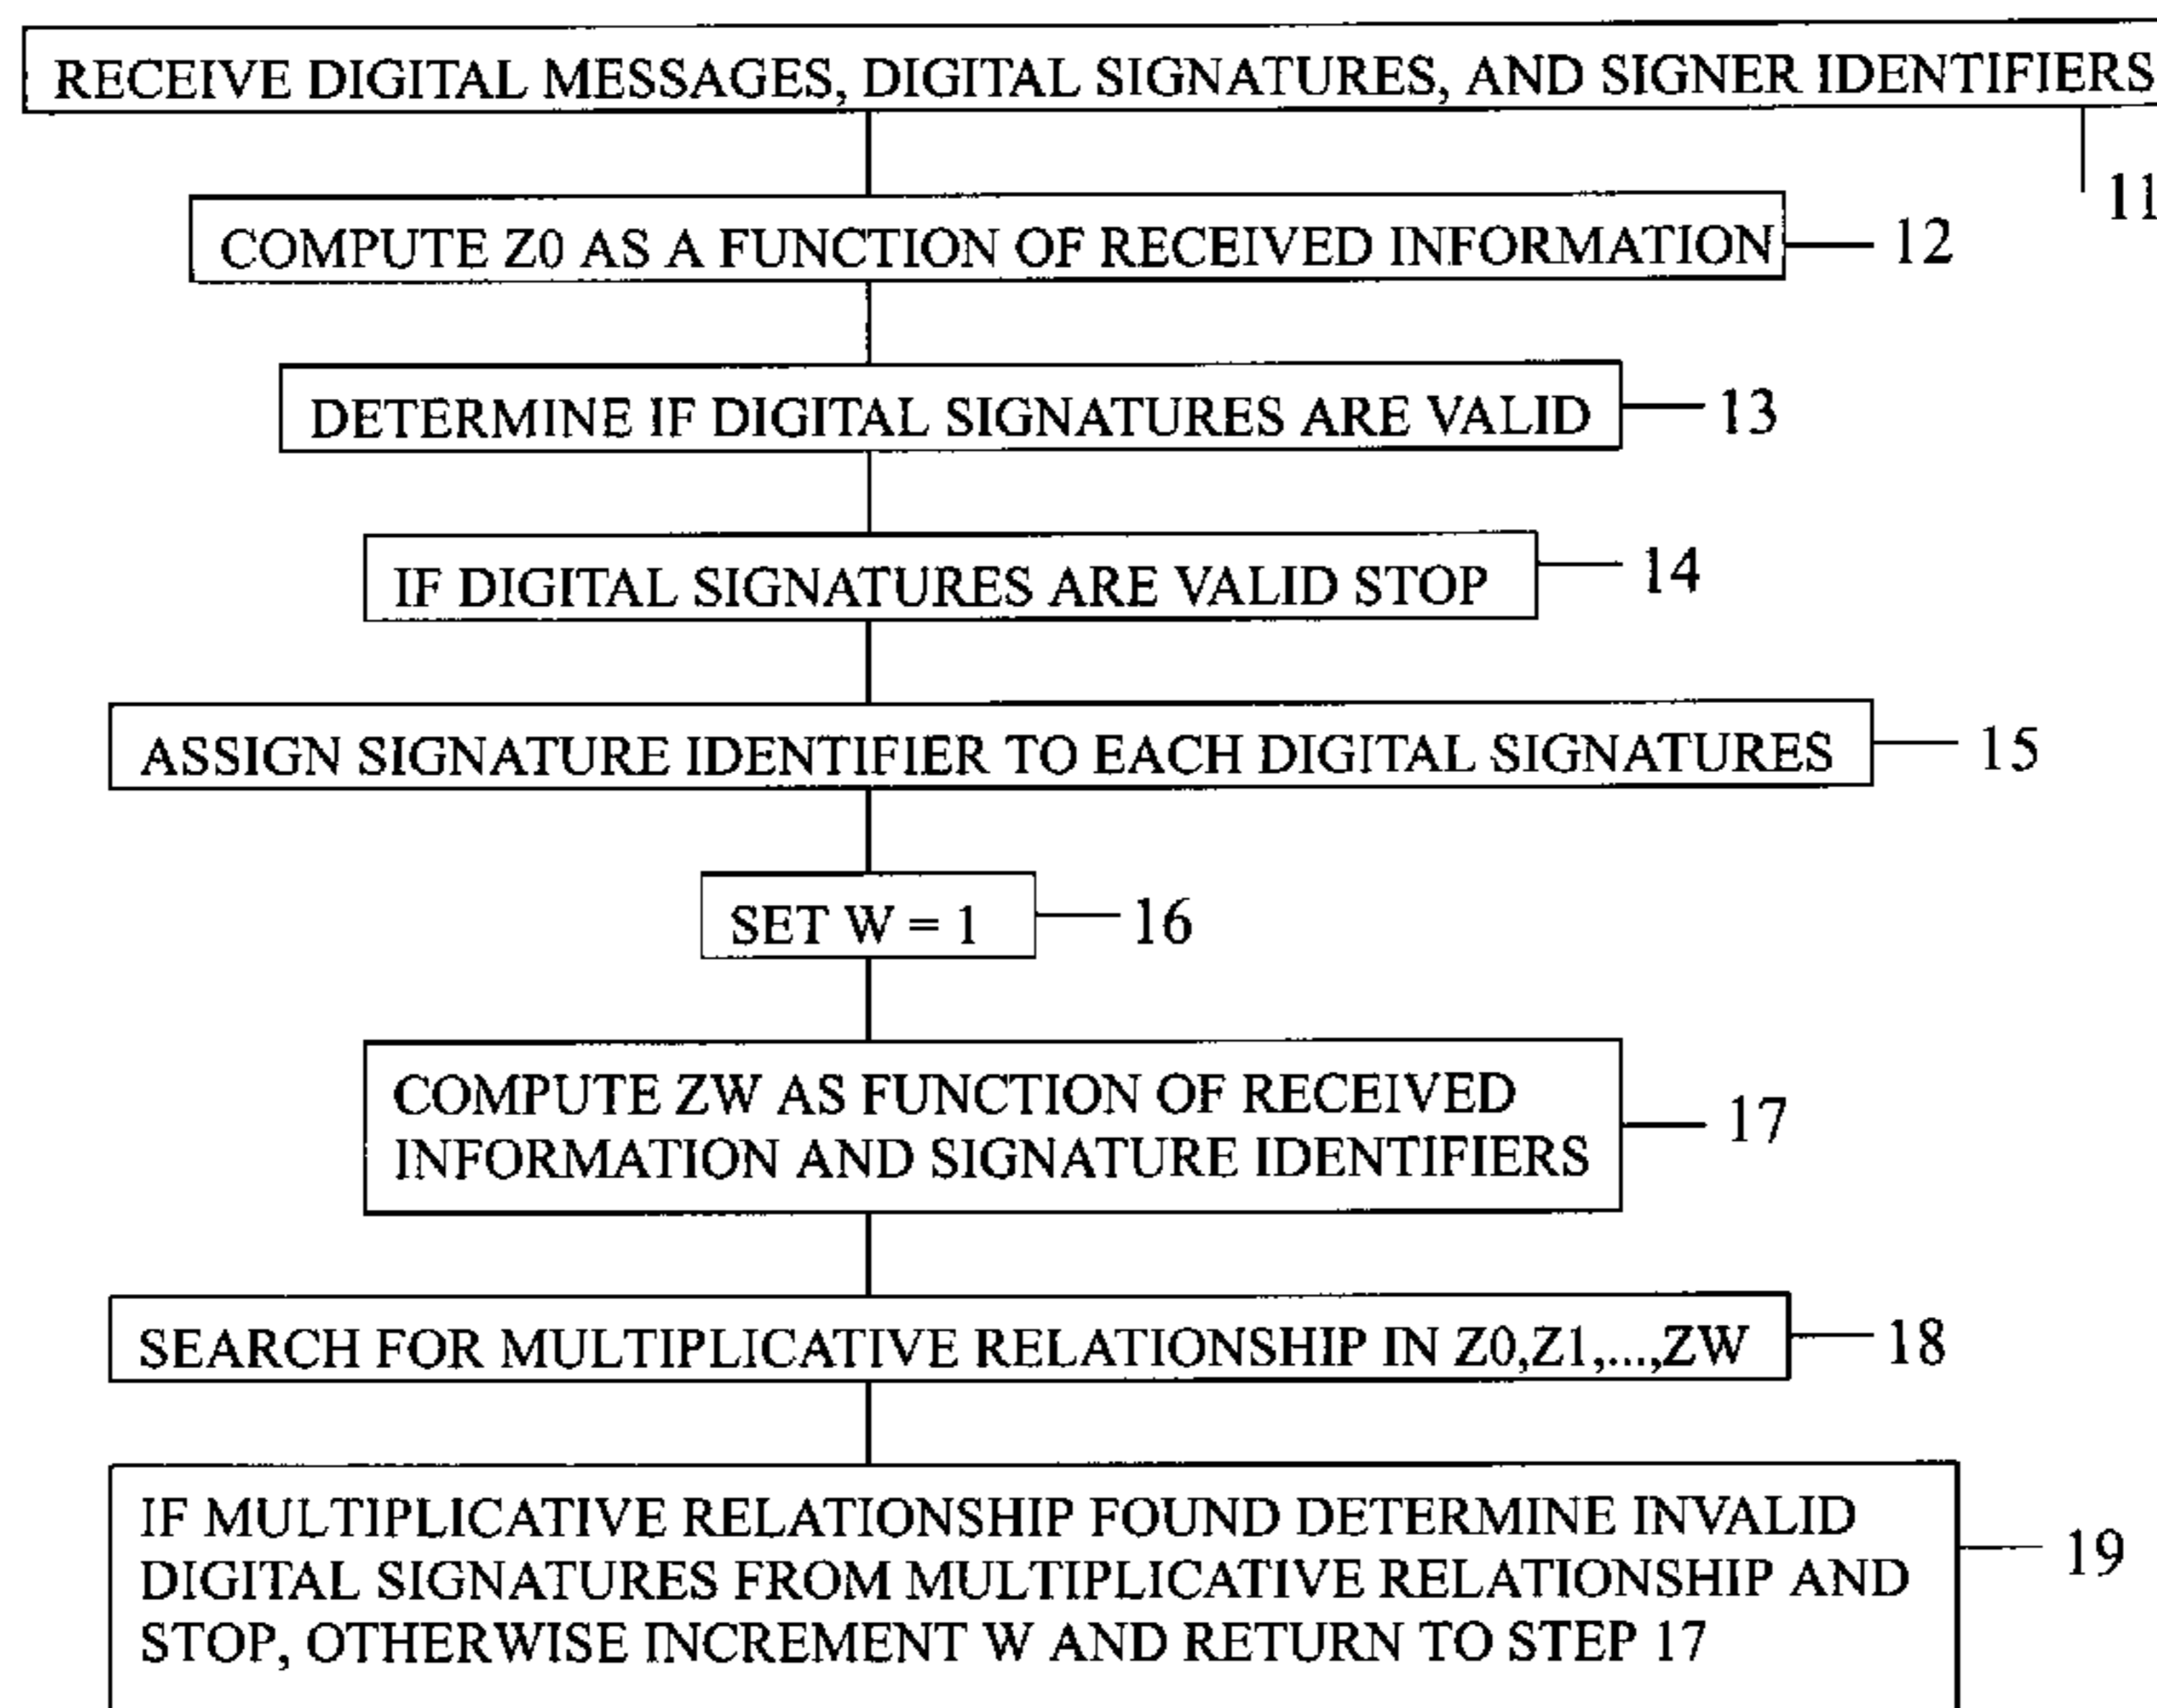 RECEIVE DIGITAL MESSAGES, DIGITAL SIGNATURES, AND SIGNER IDENTIFIERS
11
COMPUTE Z0 AS A FUNCTION OF RECEIVED INFORMATION
12
DETERMINE IF DIGITAL SIGNATURES ARE VALID
13
IF DIGITAL SIGNATURES ARE VALID STOP
14
ASSIGN SIGNATURE IDENTIFIER TO EACH DIGITAL SIGNATURES
15
SET W = 1
16
COMPUTE ZW AS FUNCTION OF RECEIVED
INFORMATION AND SIGNATURE IDENTIFIERS
17
SEARCH FOR MULTIPLICATIVE RELATIONSHIP IN Z0,Z1,...,ZW
18
IF MULTIPLICATIVE RELATIONSHIP FOUND DETERMINE INVALID
DIGITAL SIGNATURES FROM MULTIPLICATIVE RELATIONSHIP AND
STOP, OTHERWISE INCREMENT W AND RETURN TO STEP 17
19